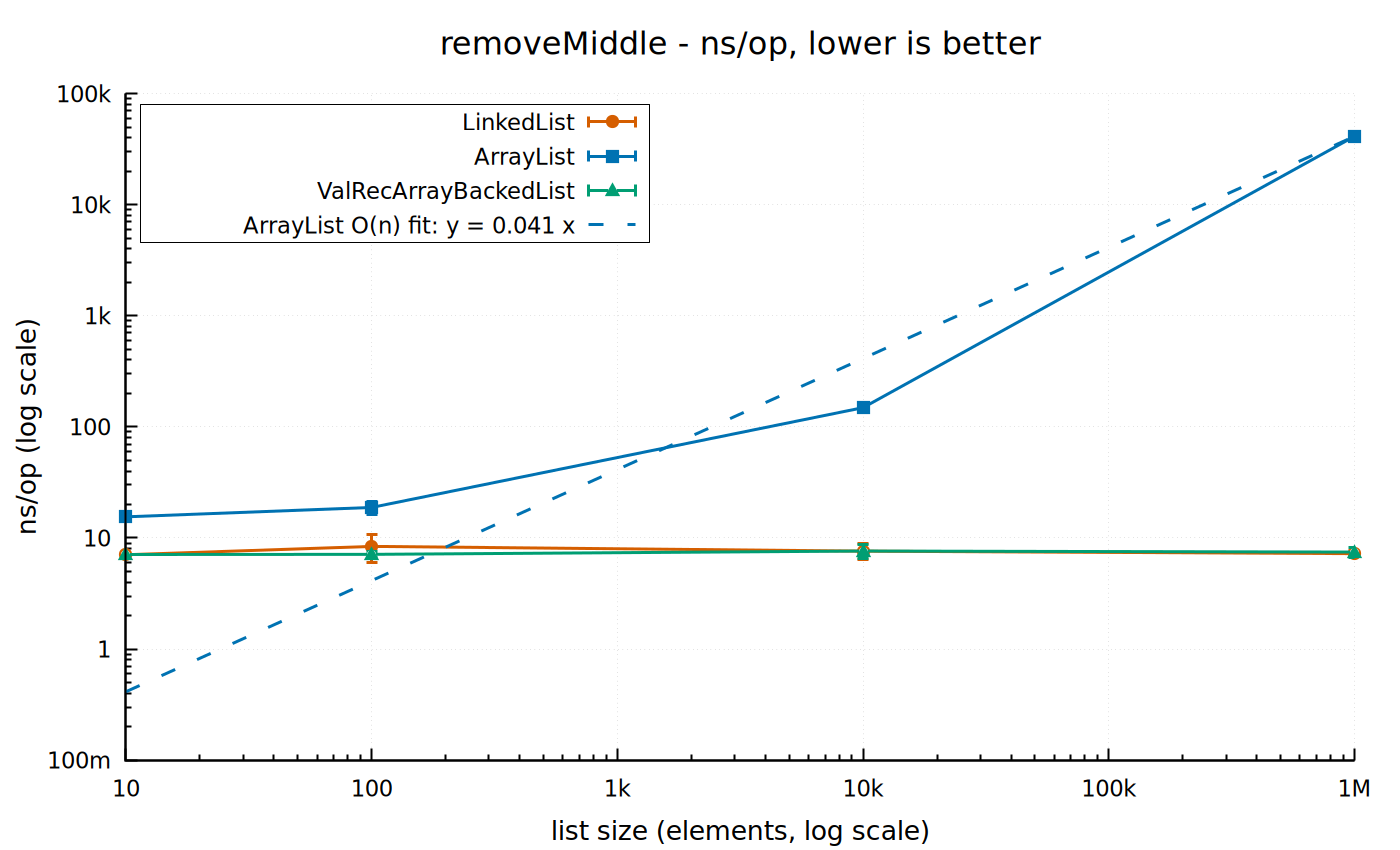 removeMiddle - ns/op, lower is better
100k
10k
1k
100
10
1
100m
ns/op (log scale)
LinkedList
ArrayList
ValRecArrayBackedList
ArrayList O(n) fit: y = 0.041 x
10 100 1k 10k 100k 1M
list size (elements, log scale)